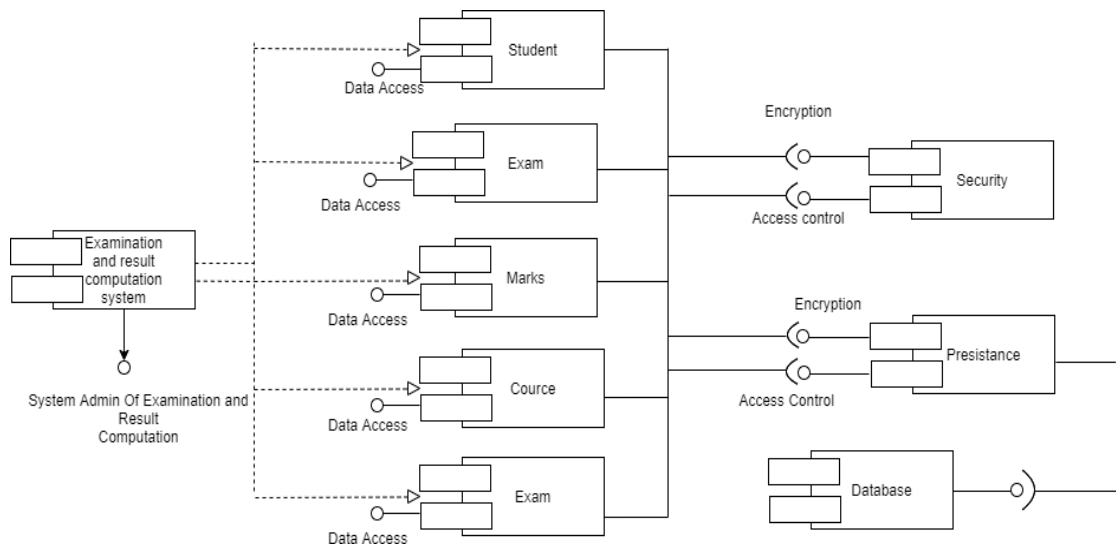 Student
Data Access
Encryption
Exam
Data Access
Security
Access control
Examination
and result
computation
system
Marks
Data Access
Encryption
Presistance
Cource
Data Access
Access Control
System Admin Of Examination and
Result
Computation
Exam
Data Access
Database